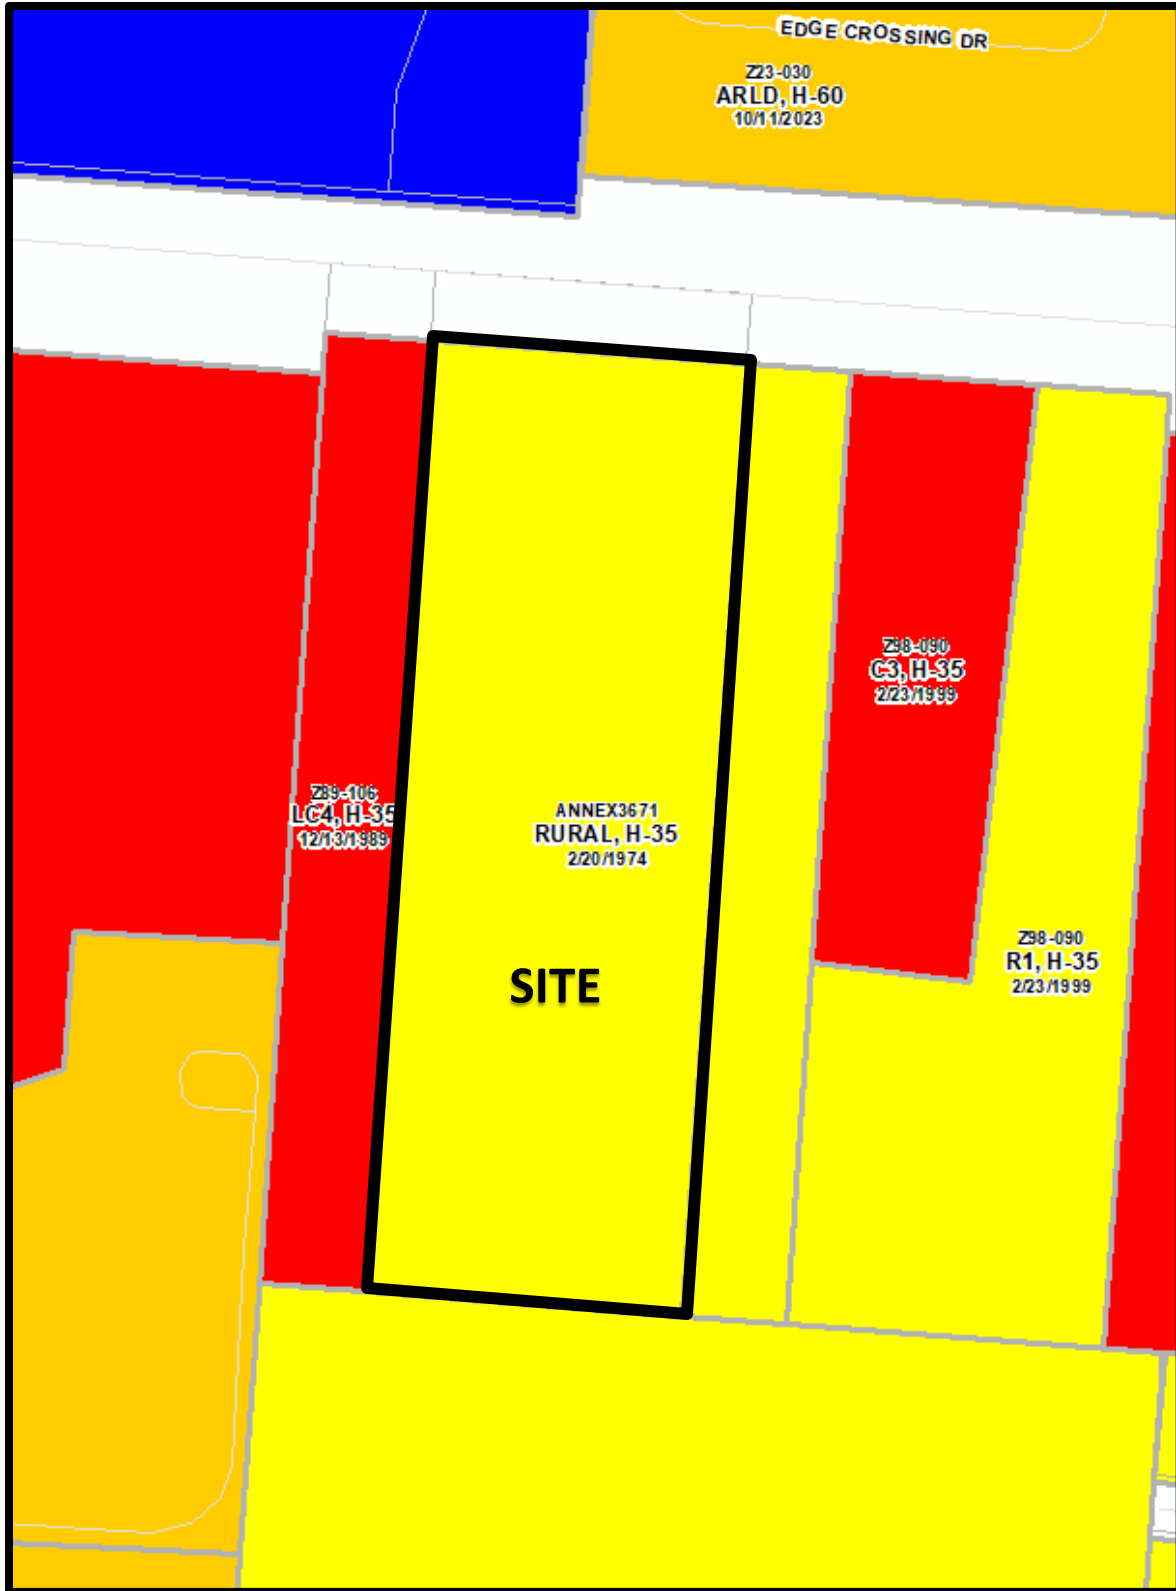 EDGE CROSSING DR
Z23-030
ARLD, H-60
10/11/2023
Z98-090
C3, H-35
2/23/1999
Z89-106
LC4, H-35
12/13/1989
ANNEX3671
RURAL, H-35
2/20/1974
Z98-090
R1, H-35
2/23/1999
SITE